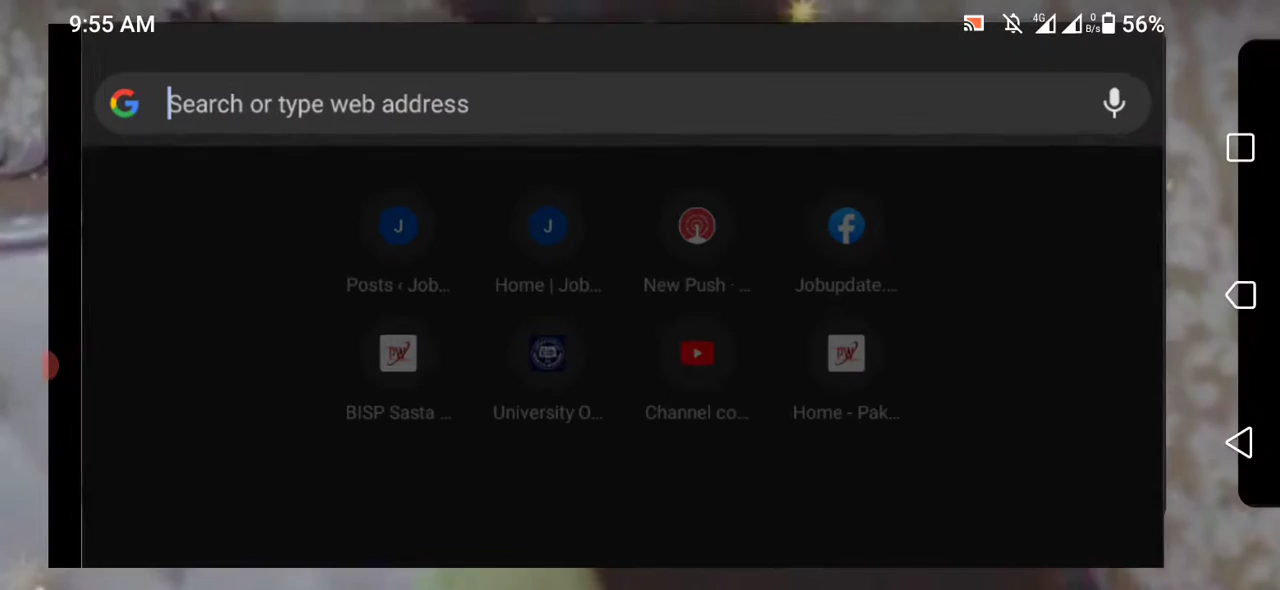 9:55 AM
4G
0
B/s
56%
Search or type web address
J
J
Posts ‹ Job...
Home | Job...
New Push · ...
Jobupdate....
BISP Sasta ...
University O...
Channel co...
Home - Pak...